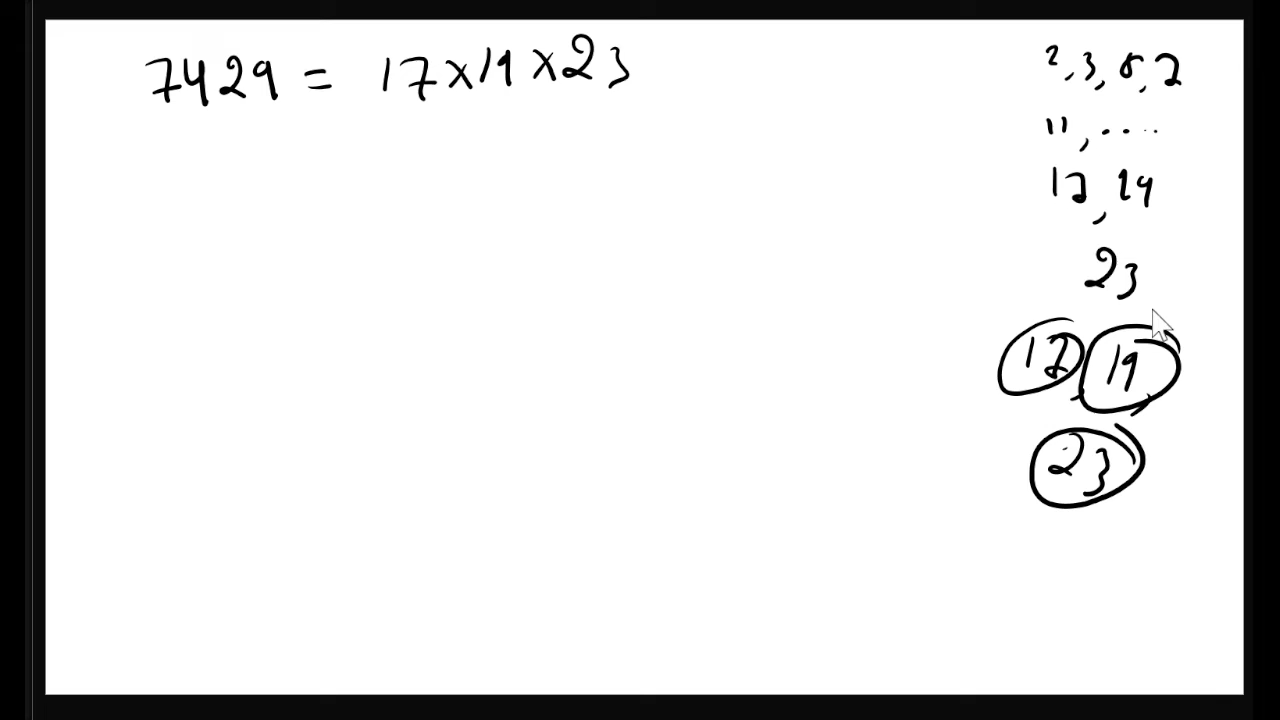 7429 = 17×19×23
2, 3, 5, 7
11, .....
17, 19
23
17, 19
23